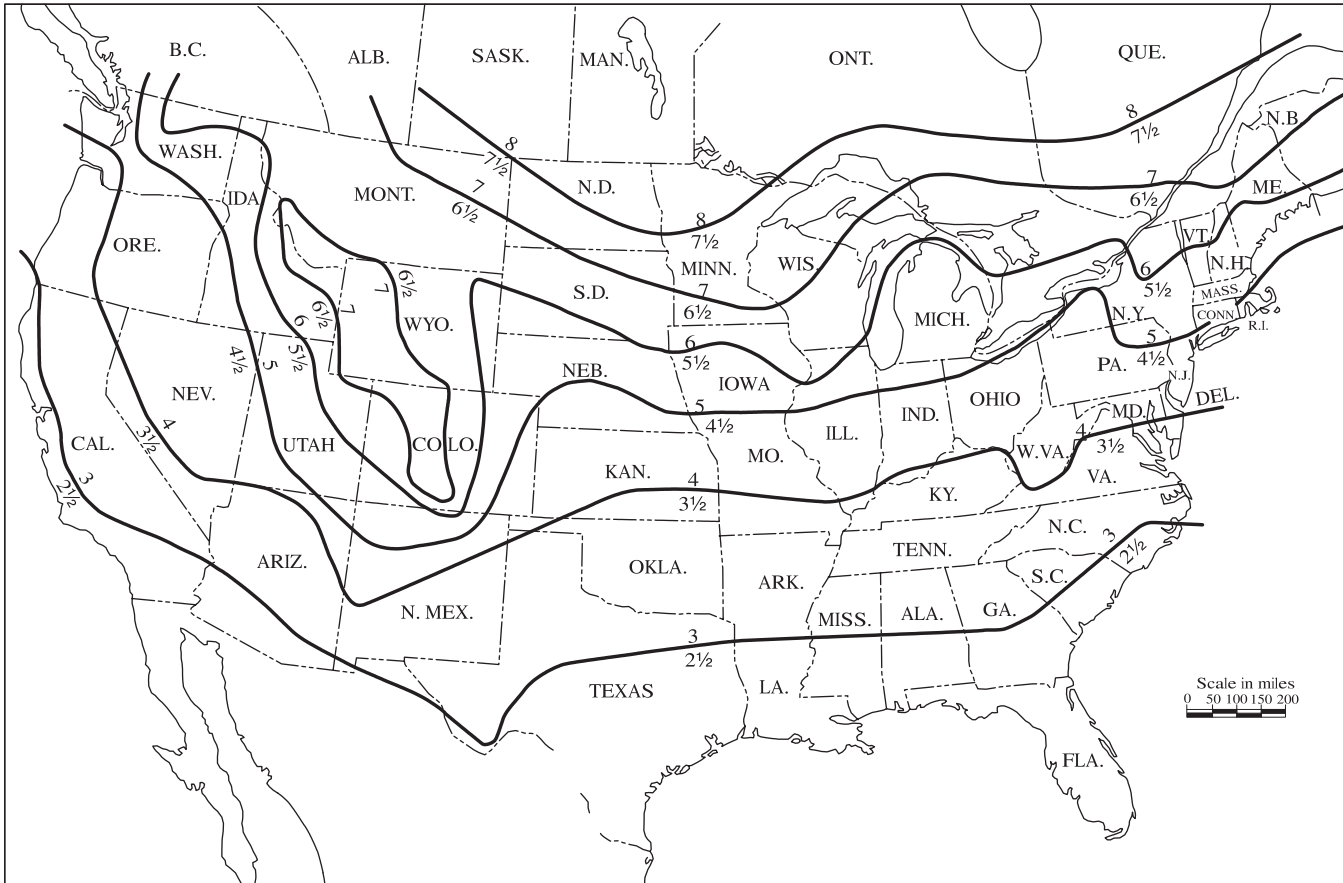 B.C.
ALB.
SASK.
MAN.
ONT.
QUE.
8
7½
N.B.
WASH.
8
7½
7
6½
IDA
MONT.
7
6½
N.D.
ME.
8
7½
VT.
ORE.
WIS.
MINN.
N.H.
6½
7
6
5½
S.D.
7
6½
MASS.
6½
7
WYO.
MICH.
N.Y.
CONN.
R.I.
6
5½
4½
5
6
5½
NEB.
IOWA
5
4½
PA.
N.J.
NEV.
OHIO
DEL.
5
4½
IND.
MD.
4
3½
CAL.
UTAH
COLO.
ILL.
4
3½
W.VA.
KAN.
MO.
VA.
3
2½
4
3½
KY.
N.C.
3
2½
TENN.
ARIZ.
OKLA.
ARK.
S.C.
N. MEX.
MISS.
ALA.
GA.
3
2½
TEXAS
LA.
Scale in miles
0 50 100 150 200
FLA.